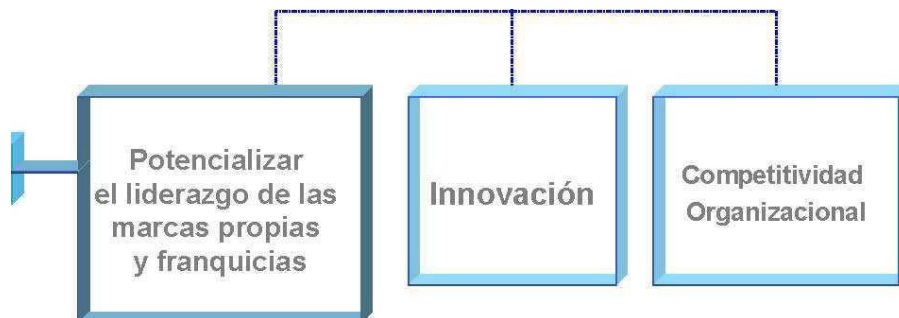 Potencializar
el liderazgo de las
marcas propias
y franquicias
Innovación
Competitividad
Organizacional